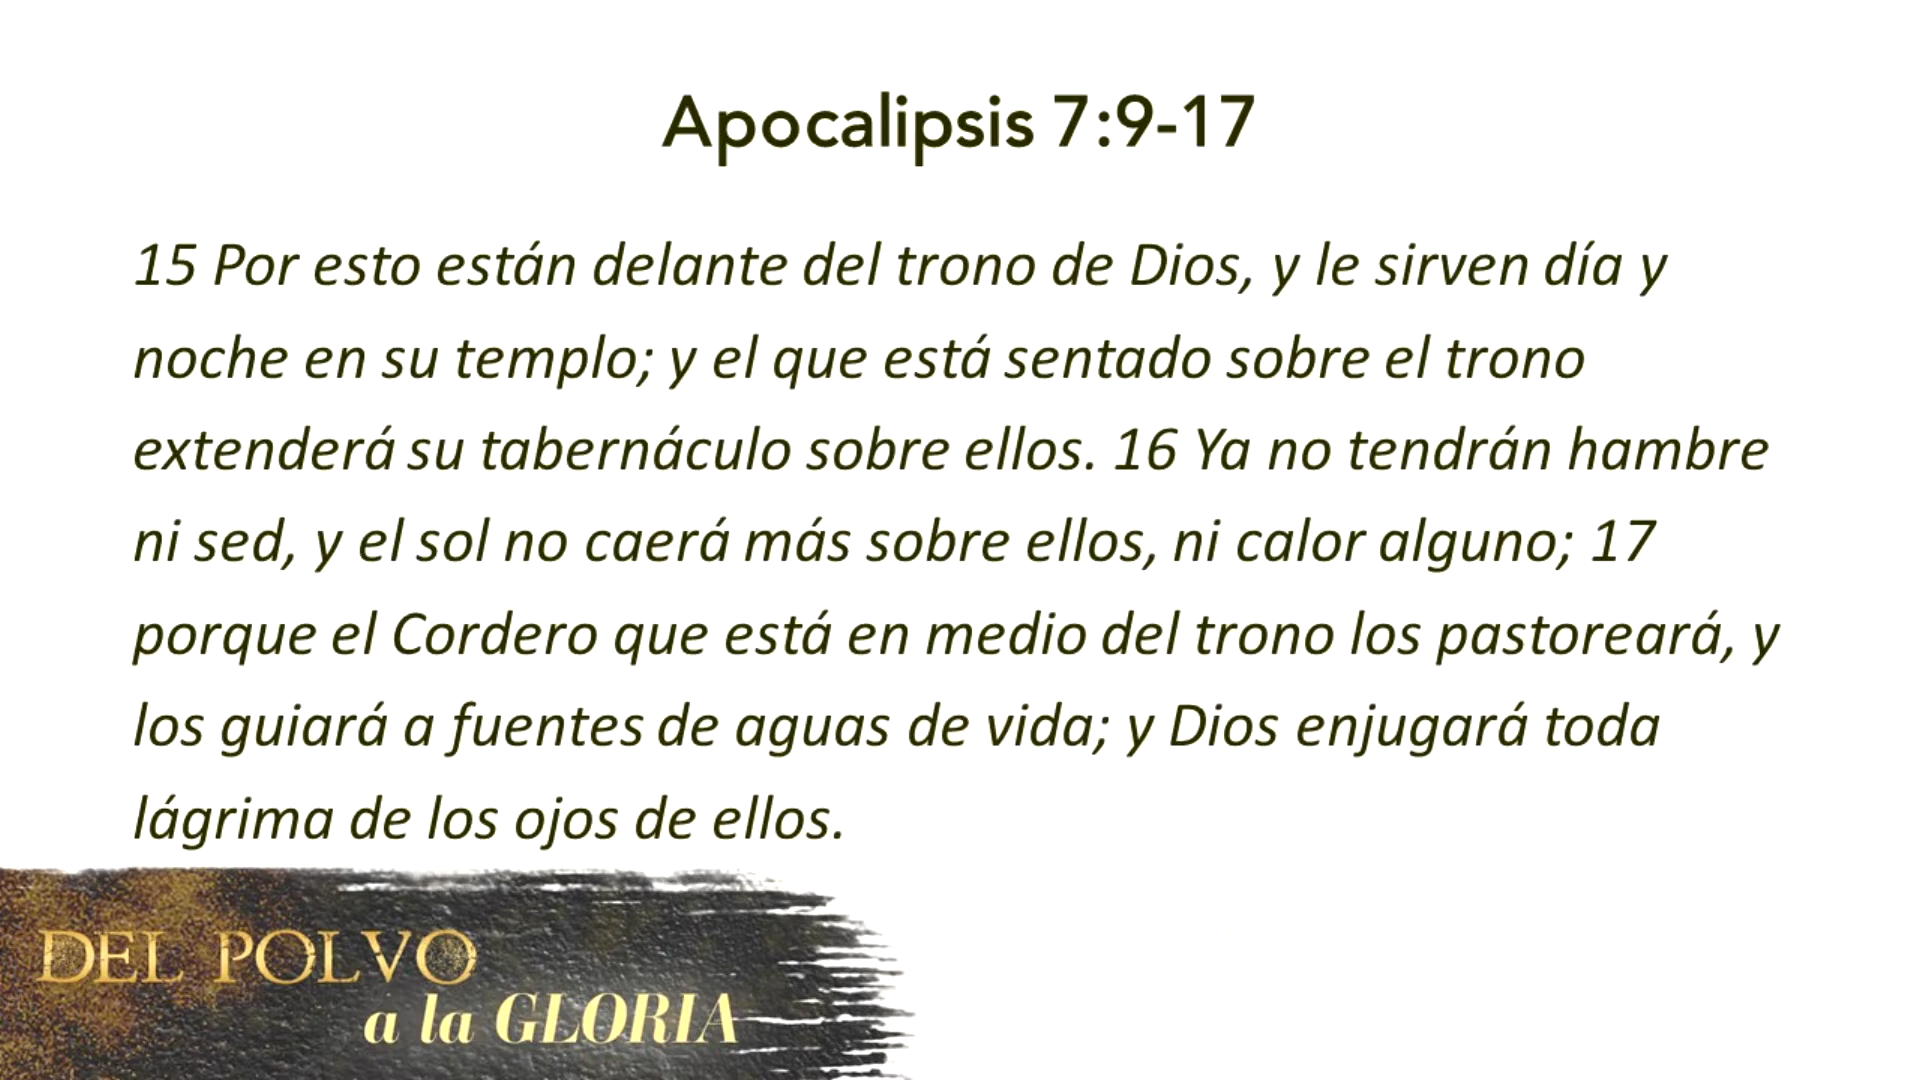 Apocalipsis 7:9-17
15 Por esto están delante del trono de Dios, y le sirven día y
noche en su templo; y el que está sentado sobre el trono
extenderá su tabernáculo sobre ellos. 16 Ya no tendrán hambre
ni sed, y el sol no caerá más sobre ellos, ni calor alguno; 17
porque el Cordero que está en medio del trono los pastoreará, y
los guiará a fuentes de aguas de vida; y Dios enjugará toda
lágrima de los ojos de ellos.
DEL POLVO
a la GLORIA